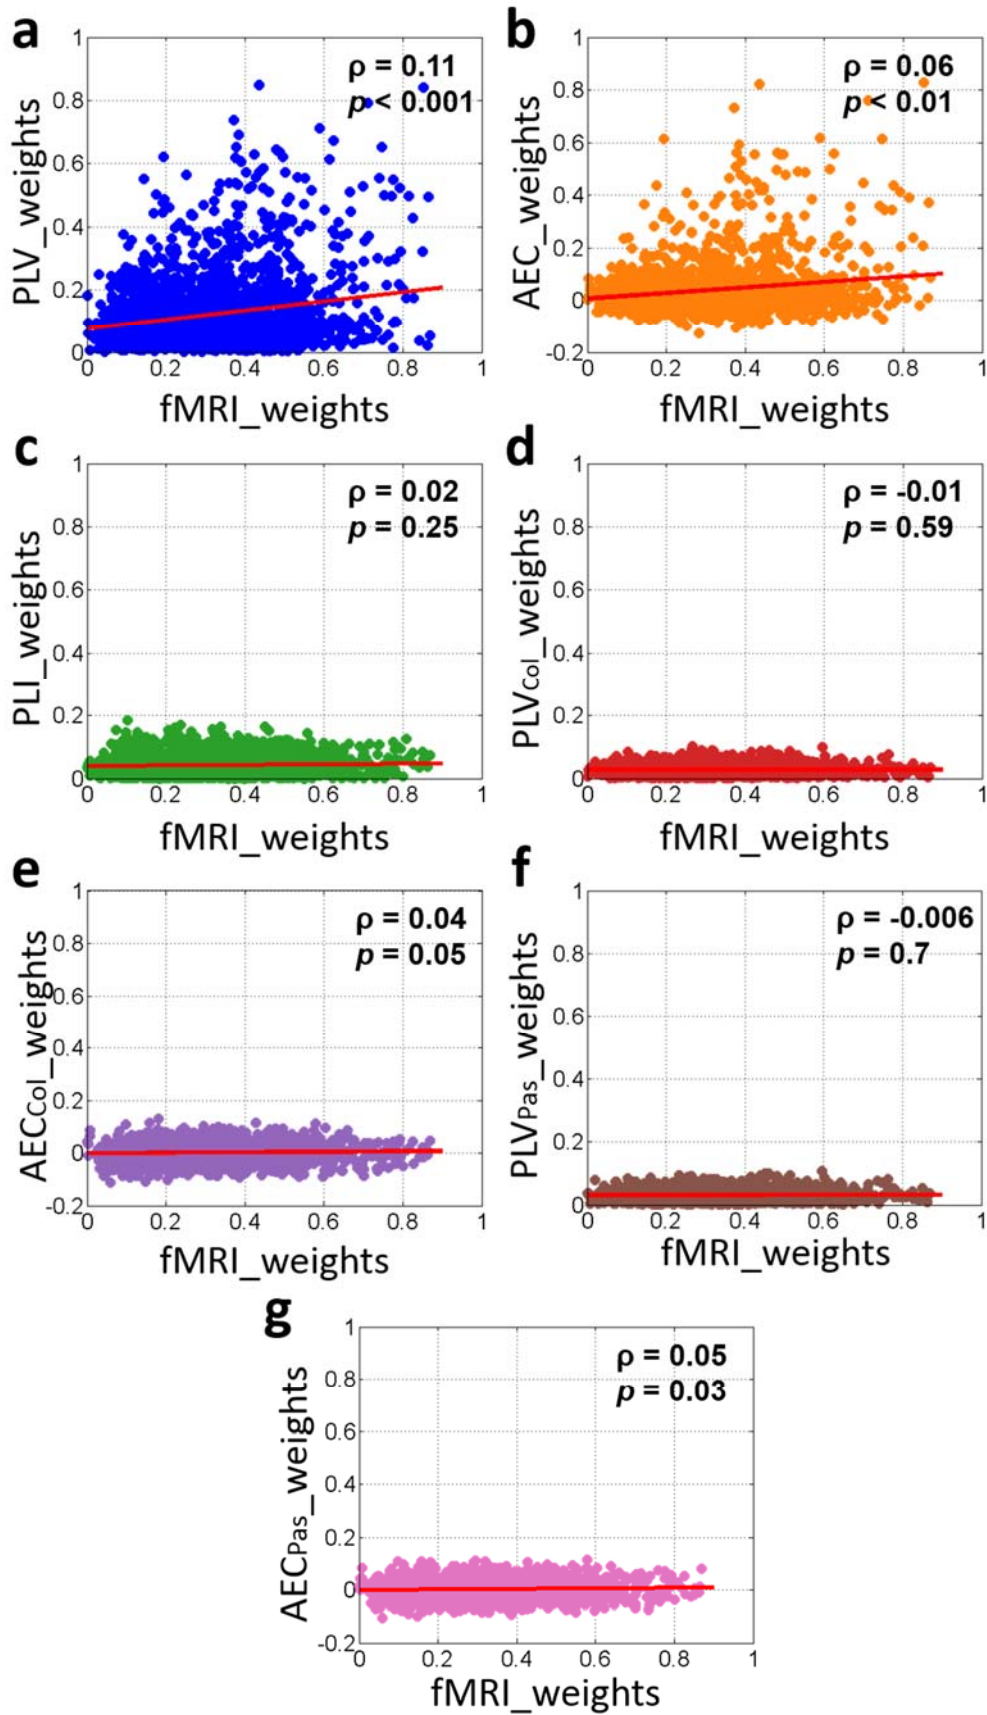 a
1
0.8
0.6
0.4
0.2
0
0 0.2 0.4 0.6 0.8 1
PLV_weights
fMRI_weights
ρ = 0.11
p < 0.001
b
1
0.8
0.6
0.4
0.2
0
-0.2
0 0.2 0.4 0.6 0.8 1
AEC_weights
fMRI_weights
ρ = 0.06
p < 0.01
c
1
0.8
0.6
0.4
0.2
0
0 0.2 0.4 0.6 0.8 1
PLI_weights
fMRI_weights
ρ = 0.02
p = 0.25
d
1
0.8
0.6
0.4
0.2
0
0 0.2 0.4 0.6 0.8 1
PLVCol_weights
fMRI_weights
ρ = -0.01
p = 0.59
e
1
0.8
0.6
0.4
0.2
0
-0.2
0 0.2 0.4 0.6 0.8 1
AECCol_weights
fMRI_weights
ρ = 0.04
p = 0.05
f
1
0.8
0.6
0.4
0.2
0
0 0.2 0.4 0.6 0.8 1
PLVPas_weights
fMRI_weights
ρ = -0.006
p = 0.7
g
1
0.8
0.6
0.4
0.2
0
-0.2
0 0.2 0.4 0.6 0.8 1
AECPas_weights
fMRI_weights
ρ = 0.05
p = 0.03